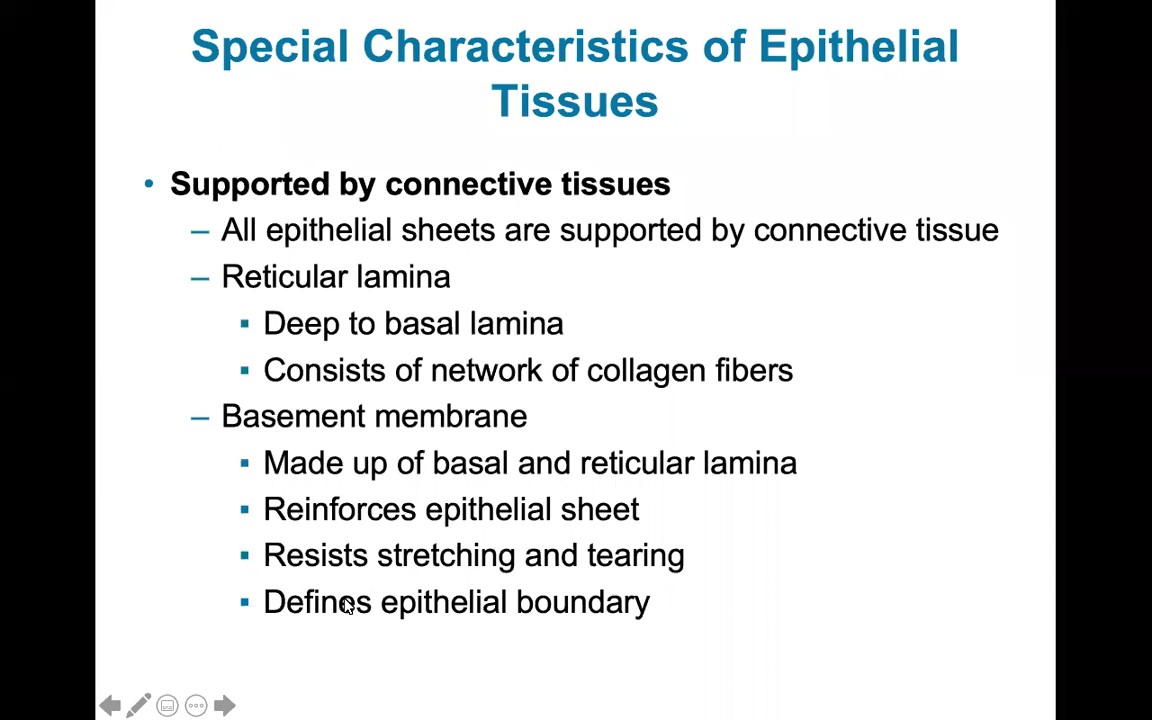 Special Characteristics of Epithelial
Tissues
• Supported by connective tissues
– All epithelial sheets are supported by connective tissue
– Reticular lamina
▪ Deep to basal lamina
▪ Consists of network of collagen fibers
– Basement membrane
▪ Made up of basal and reticular lamina
▪ Reinforces epithelial sheet
▪ Resists stretching and tearing
▪ Defines epithelial boundary